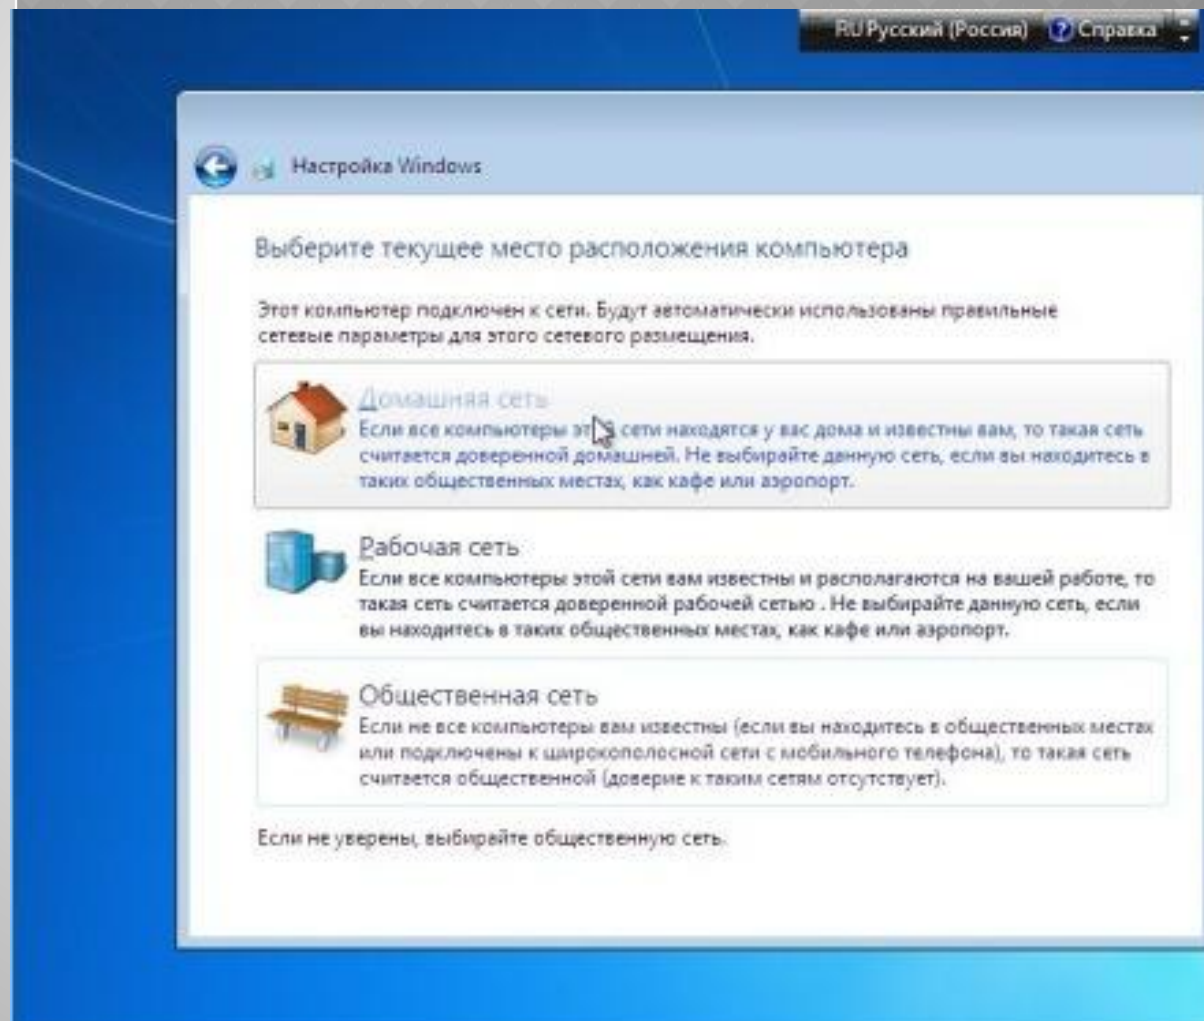 RU Русский (Россия) Справка
Настройка Windows
Выберите текущее место расположения компьютера
Этот компьютер подключен к сети. Будут автоматически использованы правильные
сетевые параметры для этого сетевого размещения.
Домашняя сеть
Если все компьютеры этой сети находятся у вас дома и известны вам, то такая сеть
считается доверенной домашней. Не выбирайте данную сеть, если вы находитесь в
таких общественных местах, как кафе или аэропорт.
Рабочая сеть
Если все компьютеры этой сети вам известны и располагаются на вашей работе, то
такая сеть считается доверенной рабочей сетью . Не выбирайте данную сеть, если
вы находитесь в таких общественных местах, как кафе или аэропорт.
Общественная сеть
Если не все компьютеры вам известны (если вы находитесь в общественных местах
или подключены к широкополосной сети с мобильного телефона), то такая сеть
считается общественной (доверие к таким сетям отсутствует).
Если не уверены, выбирайте общественную сеть.